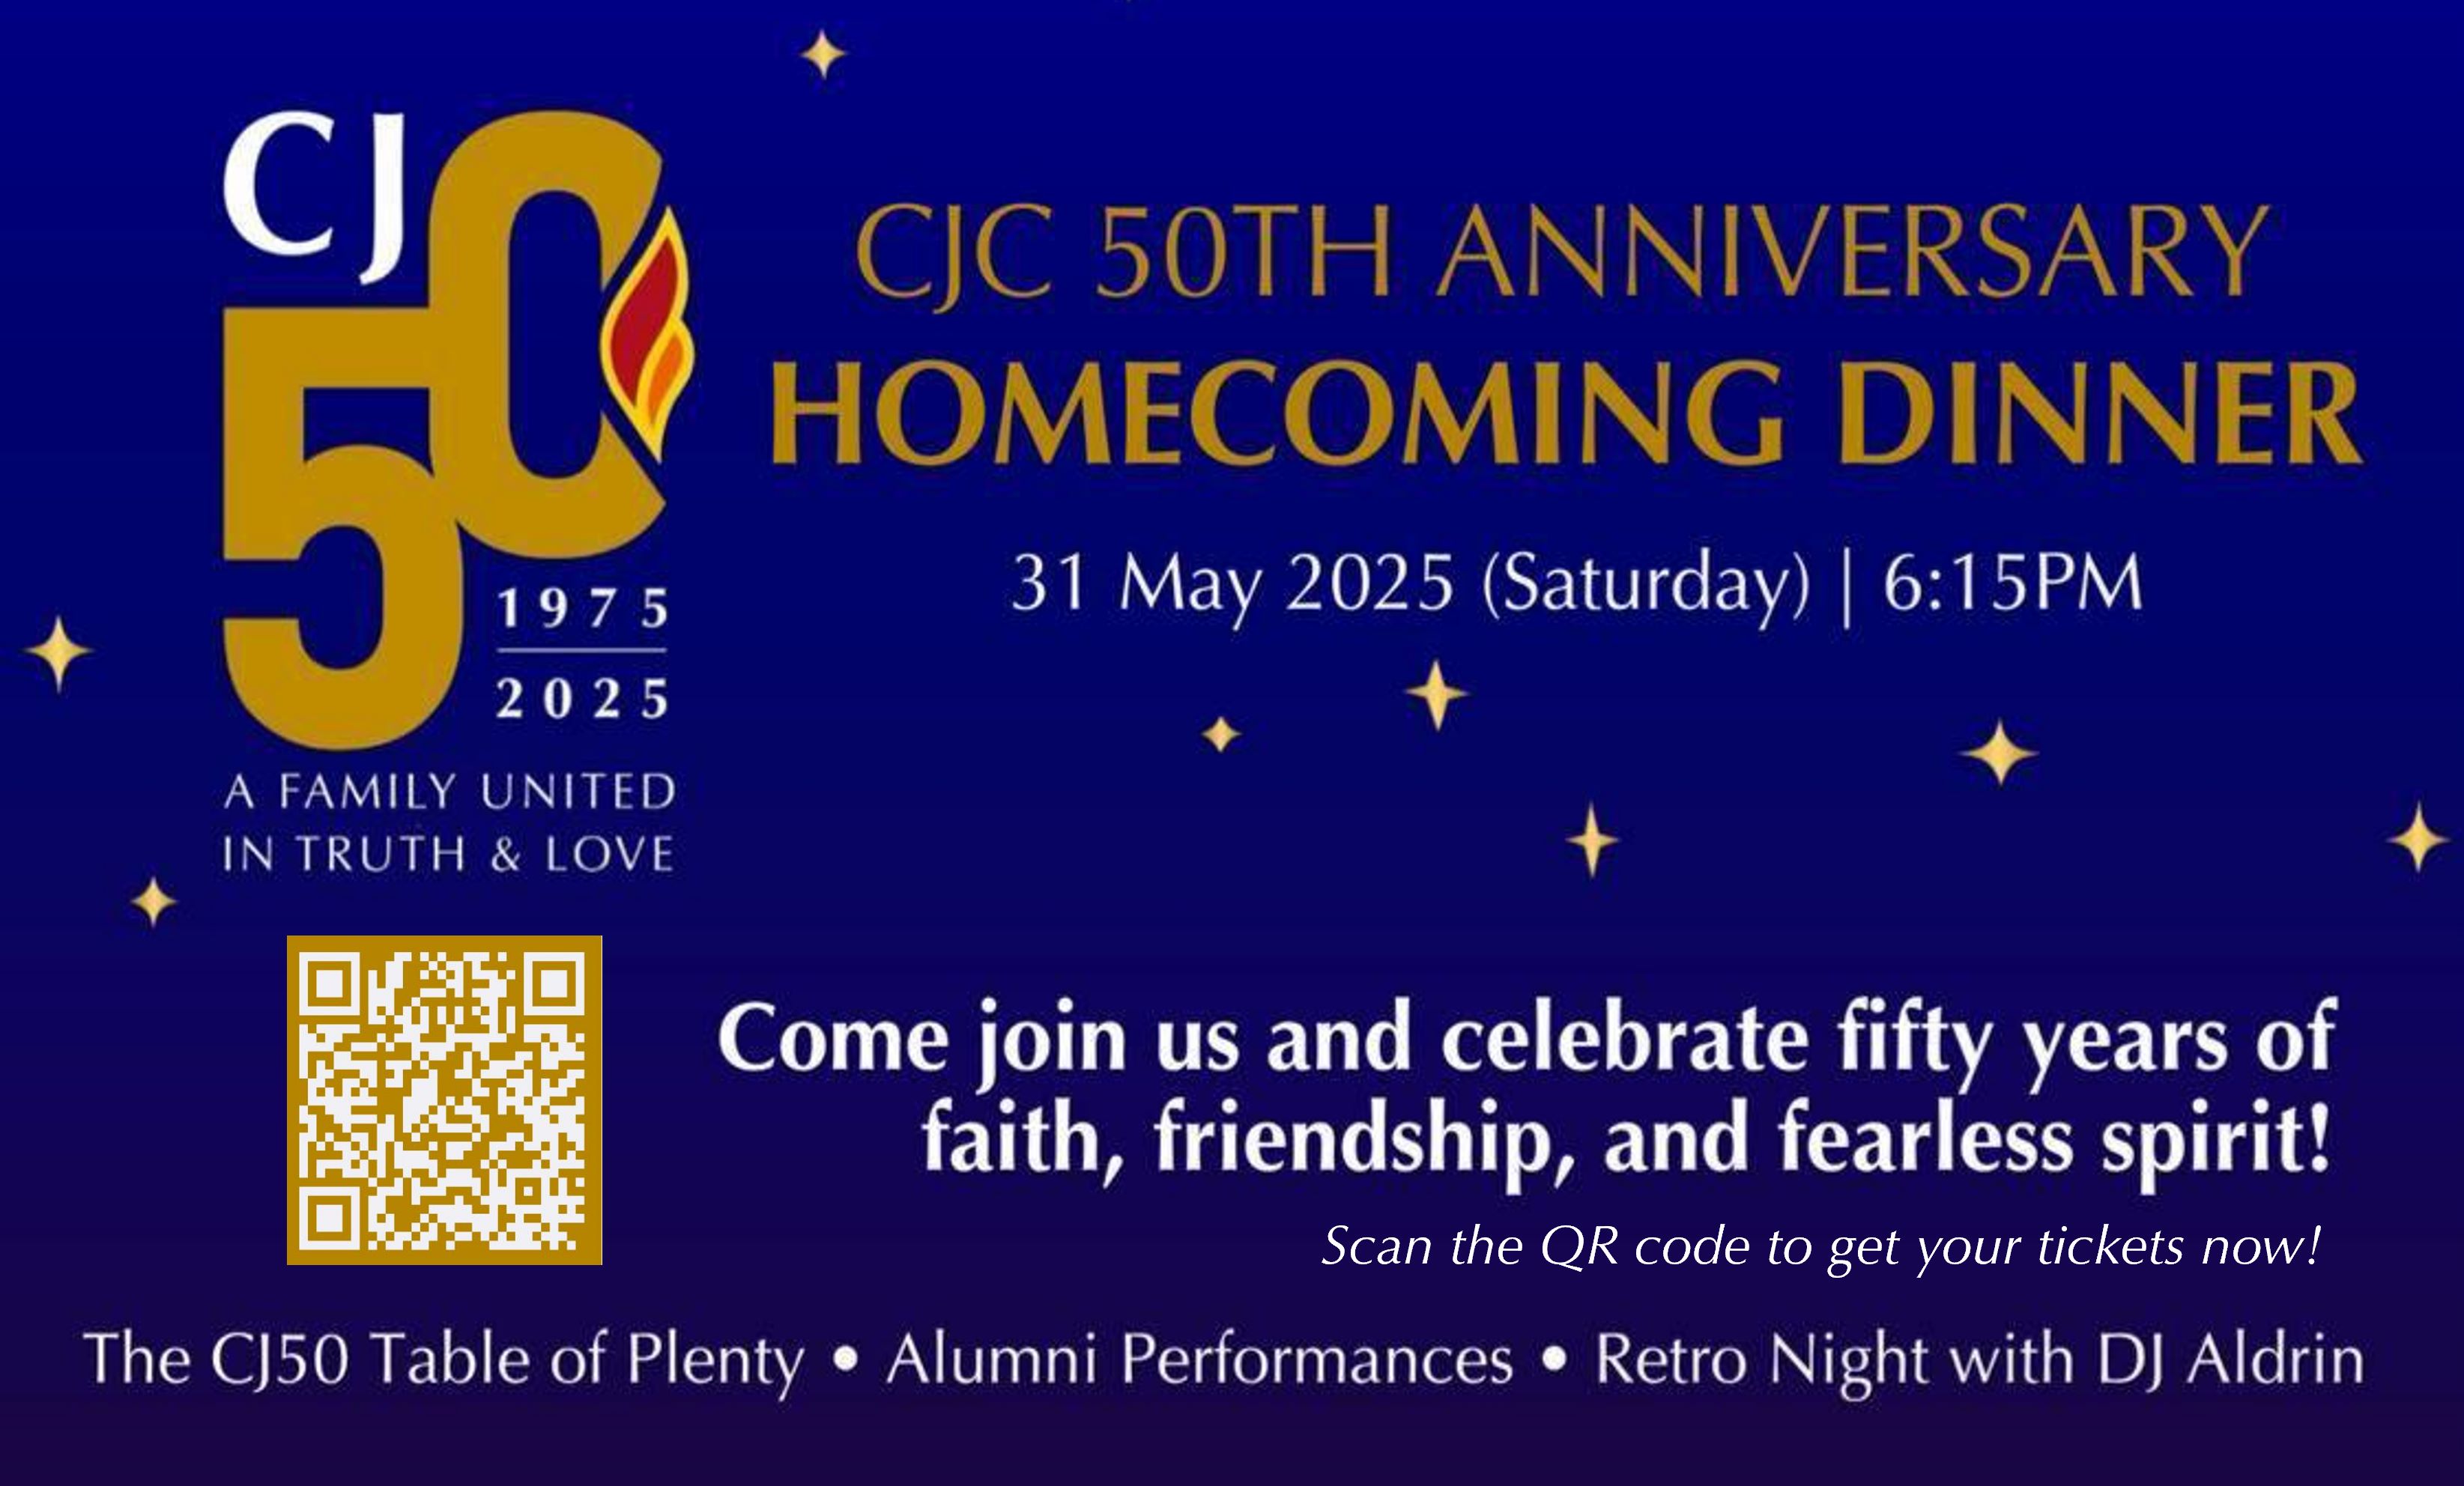 CJC
50
1975
2025
A FAMILY UNITED
IN TRUTH & LOVE
CJC 50TH ANNIVERSARY
HOMECOMING DINNER
31 May 2025 (Saturday) | 6:15PM
Come join us and celebrate fifty years of
faith, friendship, and fearless spirit!
Scan the QR code to get your tickets now!
The CJ50 Table of Plenty • Alumni Performances • Retro Night with DJ Aldrin